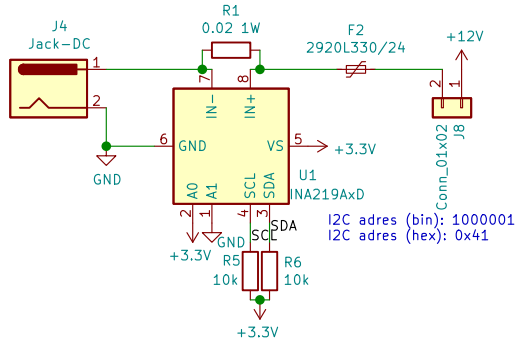 J4
Jack-DC
R1
0.02 1W
F2
2920L330/24
+12V
1
2
7
8
IN-
IN+
2
1
Conn_01x02
J8
6
GND
VS
5
+3.3V
GND
U1
INA219AxD
A0
A1
SCL
SDA
2
1
4
3
+3.3V
GND
SCL
SDA
I2C adres (bin): 1000001
I2C adres (hex): 0x41
R5
10k
R6
10k
+3.3V